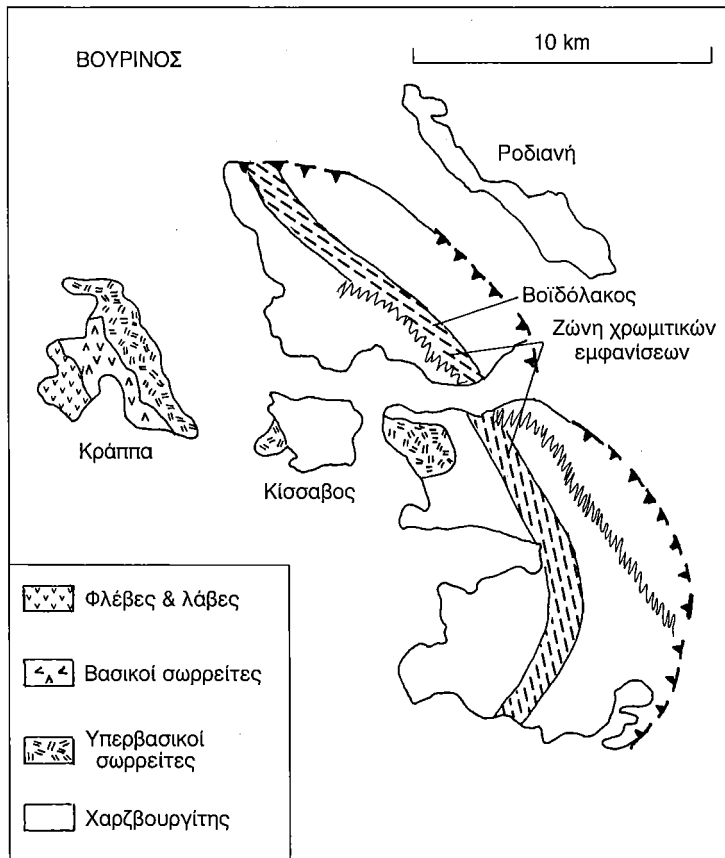 ΒΟΥΡΙΝΟΣ
10 km
Ροδιανή
Βοϊδόλακος
Ζώνη χρωμιτικών
εμφανίσεων
Κράππα
Κίσσαβος
Φλέβες & λάβες
Βασικοί σωρρείτες
Υπερβασικοί
σωρρείτες
Χαρζβουργίτης